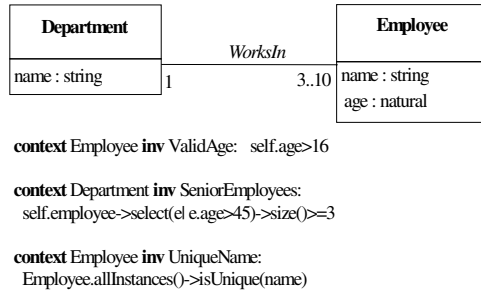 Department
Employee
WorksIn
name : string
1
3..10
name : string
age : natural
context Employee inv ValidAge: self.age>16
context Department inv SeniorEmployees:
self.employee->select(e| e.age>45)->size()>=3
context Employee inv UniqueName:
Employee.allInstances()->isUnique(name)